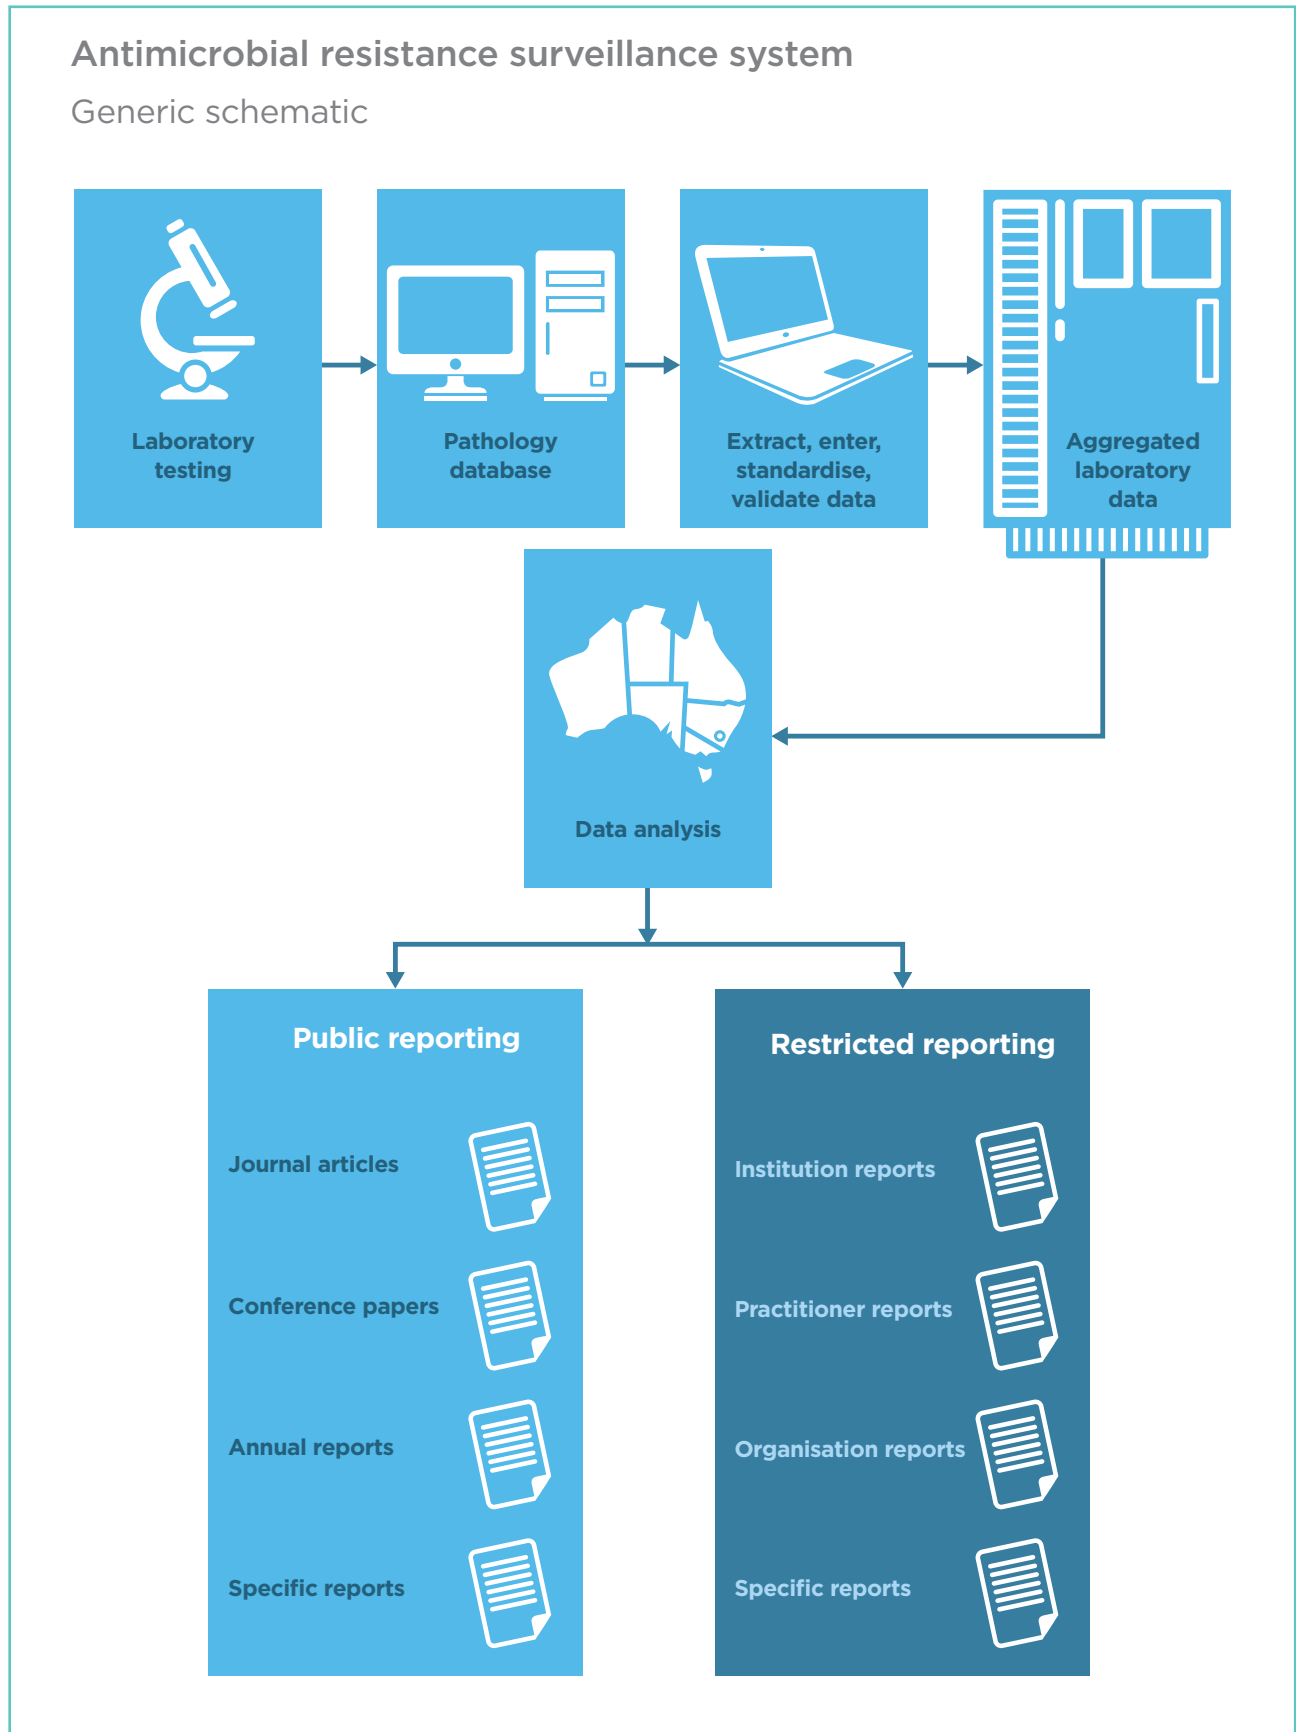 Antimicrobial resistance surveillance system
Generic schematic
Laboratory
testing
Pathology
database
Extract, enter,
standardise,
validate data
Aggregated
laboratory
data
Data analysis
Public reporting
Journal articles
Conference papers
Annual reports
Specific reports
Restricted reporting
Institution reports
Practitioner reports
Organisation reports
Specific reports